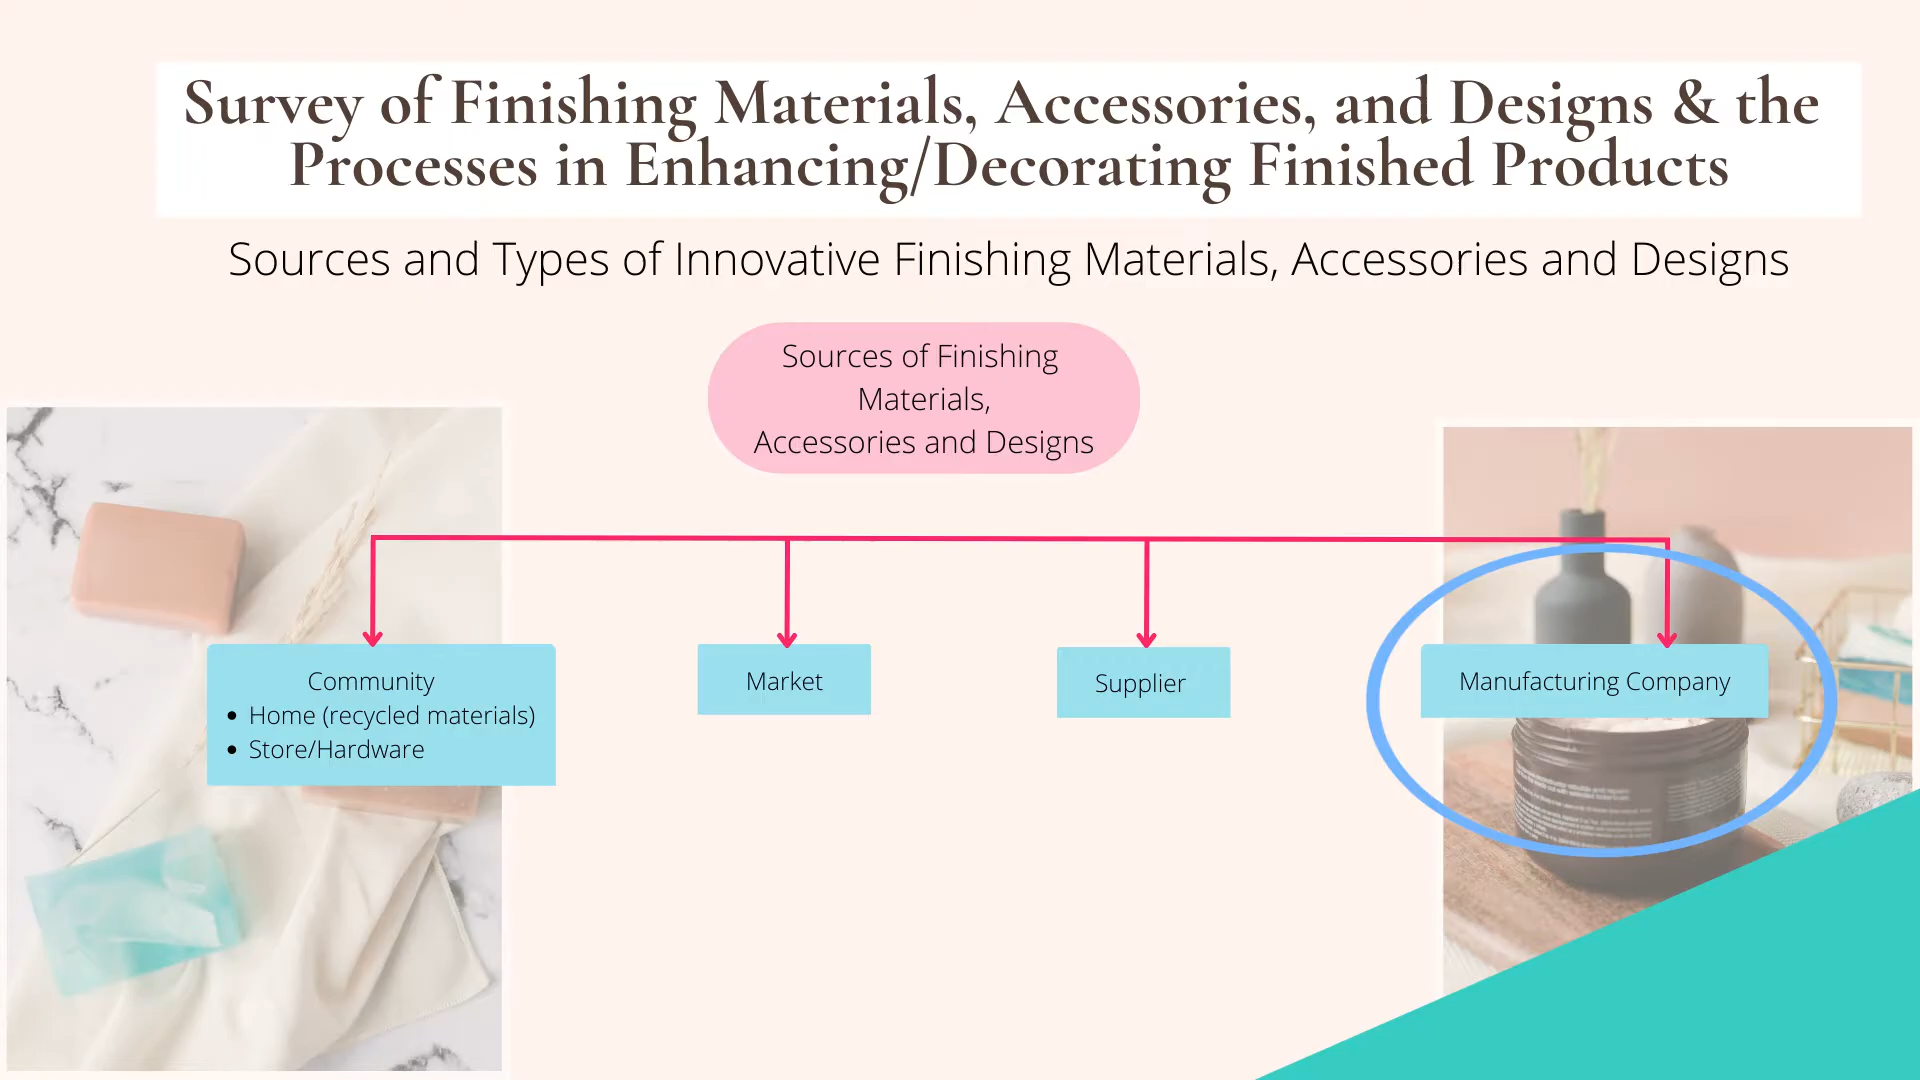 Survey of Finishing Materials, Accessories, and Designs & the
Processes in Enhancing/Decorating Finished Products
Sources and Types of Innovative Finishing Materials, Accessories and Designs
Sources of Finishing
Materials,
Accessories and Designs
Community
• Home (recycled materials)
• Store/Hardware
Market
Supplier
Manufacturing Company